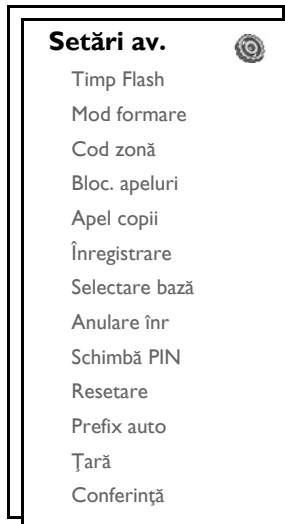 Setări av.
Timp Flash
Mod formare
Cod zonă
Bloc. apeluri
Apel copii
Înregistrare
Selectare bază
Anulare înr
Schimbă PIN
Resetare
Prefix auto
Ţară
Conferinţă